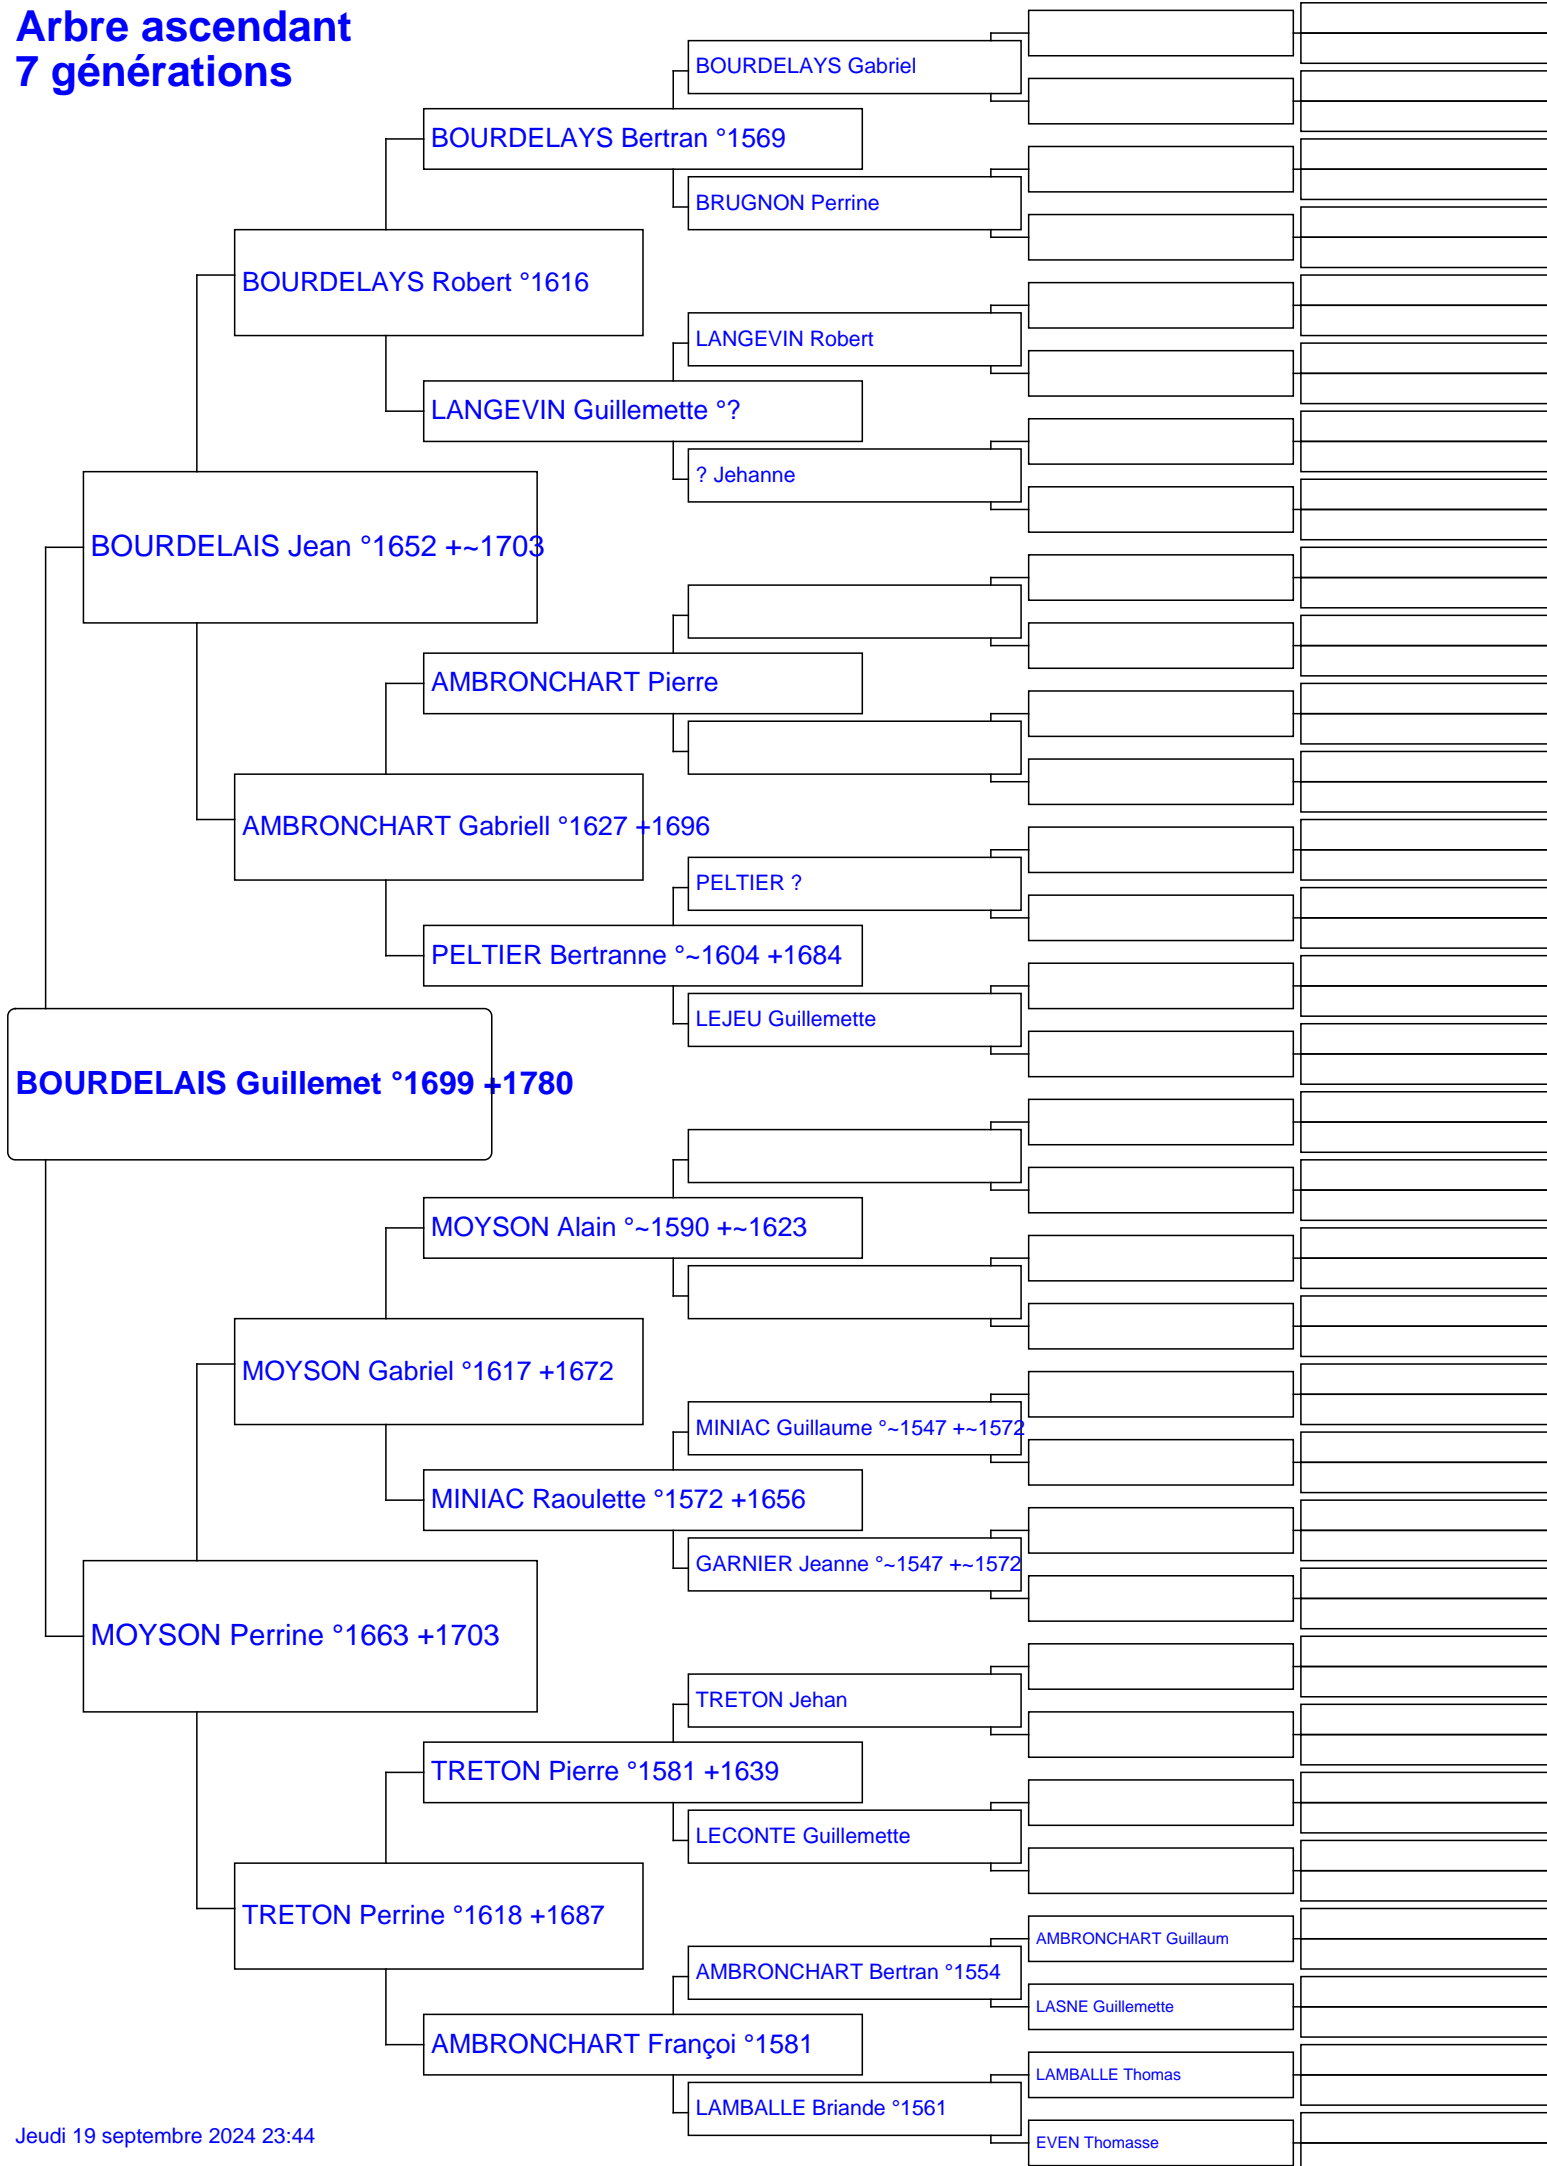 Arbre ascendant
7 générations
BOURDELAYS Gabriel
BOURDELAYS Bertran °1569
BRUGNON Perrine
BOURDELAYS Robert °1616
LANGEVIN Robert
LANGEVIN Guillemette °?
? Jehanne
BOURDELAIS Jean °1652 +~1703
AMBRONCHART Pierre
AMBRONCHART Gabriell °1627 +1696
PELTIER ?
PELTIER Bertranne °~1604 +1684
LEJEU Guillemette
BOURDELAIS Guillemet °1699 +1780
MOYSON Alain °~1590 +~1623
MOYSON Gabriel °1617 +1672
MINIAC Guillaume °~1547 +~1572
MINIAC Raoulette °1572 +1656
GARNIER Jeanne °~1547 +~1572
MOYSON Perrine °1663 +1703
TRETON Jehan
TRETON Pierre °1581 +1639
LECONTE Guillemette
TRETON Perrine °1618 +1687
AMBRONCHART Guillaum
AMBRONCHART Bertran °1554
LASNE Guillemette
AMBRONCHART Françoi °1581
LAMBALLE Thomas
LAMBALLE Briande °1561
EVEN Thomasse
Jeudi 19 septembre 2024 23:44